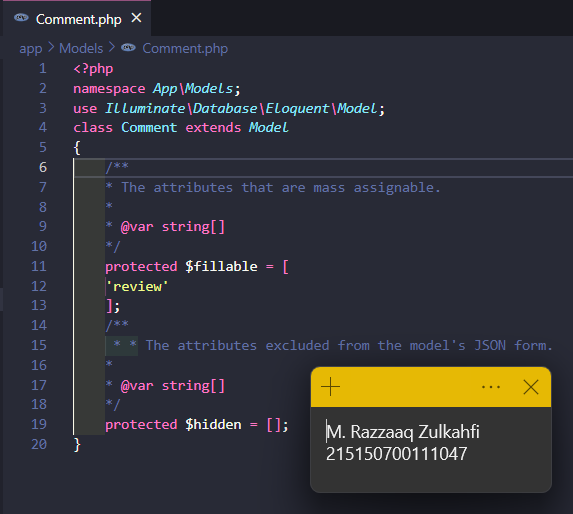 Comment.php ×
app > Models > Comment.php
1 <?php
2 namespace App\Models;
3 use Illuminate\Database\Eloquent\Model;
4 class Comment extends Model
5 {
6 /**
7 * The attributes that are mass assignable.
8 *
9 * @var string[]
10 */
11 protected $fillable = [
12 'review'
13 ];
14 /**
15 * * The attributes excluded from the model's JSON form.
16 *
17 * @var string[]
18 */
19 protected $hidden = [];
20 }
M. Razzaaq Zulkahfi
215150700111047